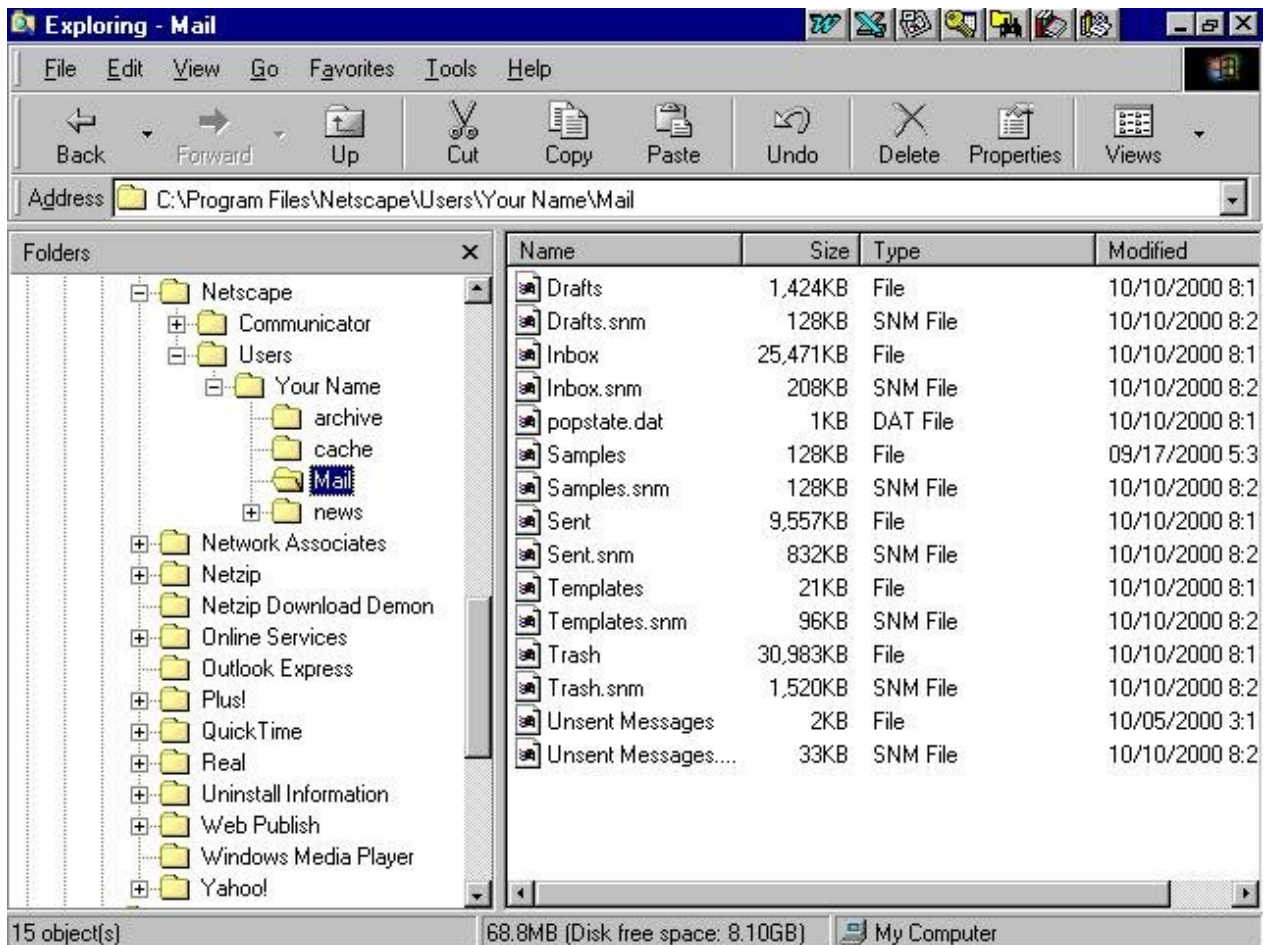 Exploring - Mail
File Edit View Go Favorites Tools Help
Back Forward Up Cut Copy Paste Undo Delete Properties Views
Address C:\Program Files\Netscape\Users\Your Name\Mail
Folders
Netscape
Communicator
Users
Your Name
archive
cache
Mail
news
Network Associates
Netzip
Netzip Download Demon
Online Services
Outlook Express
Plus!
QuickTime
Real
Uninstall Information
Web Publish
Windows Media Player
Yahoo!
Name Size Type Modified
Drafts 1,424KB File 10/10/2000 8:1
Drafts.snm 128KB SNM File 10/10/2000 8:2
Inbox 25,471KB File 10/10/2000 8:1
Inbox.snm 208KB SNM File 10/10/2000 8:2
popstate.dat 1KB DAT File 10/10/2000 8:1
Samples 128KB File 09/17/2000 5:3
Samples.snm 128KB SNM File 10/10/2000 8:2
Sent 9,557KB File 10/10/2000 8:1
Sent.snm 832KB SNM File 10/10/2000 8:2
Templates 21KB File 10/10/2000 8:1
Templates.snm 96KB SNM File 10/10/2000 8:2
Trash 30,983KB File 10/10/2000 8:1
Trash.snm 1,520KB SNM File 10/10/2000 8:2
Unsent Messages 2KB File 10/05/2000 3:1
Unsent Messages.... 33KB SNM File 10/10/2000 8:2
15 object(s) 68.8MB (Disk free space: 8.10GB) My Computer